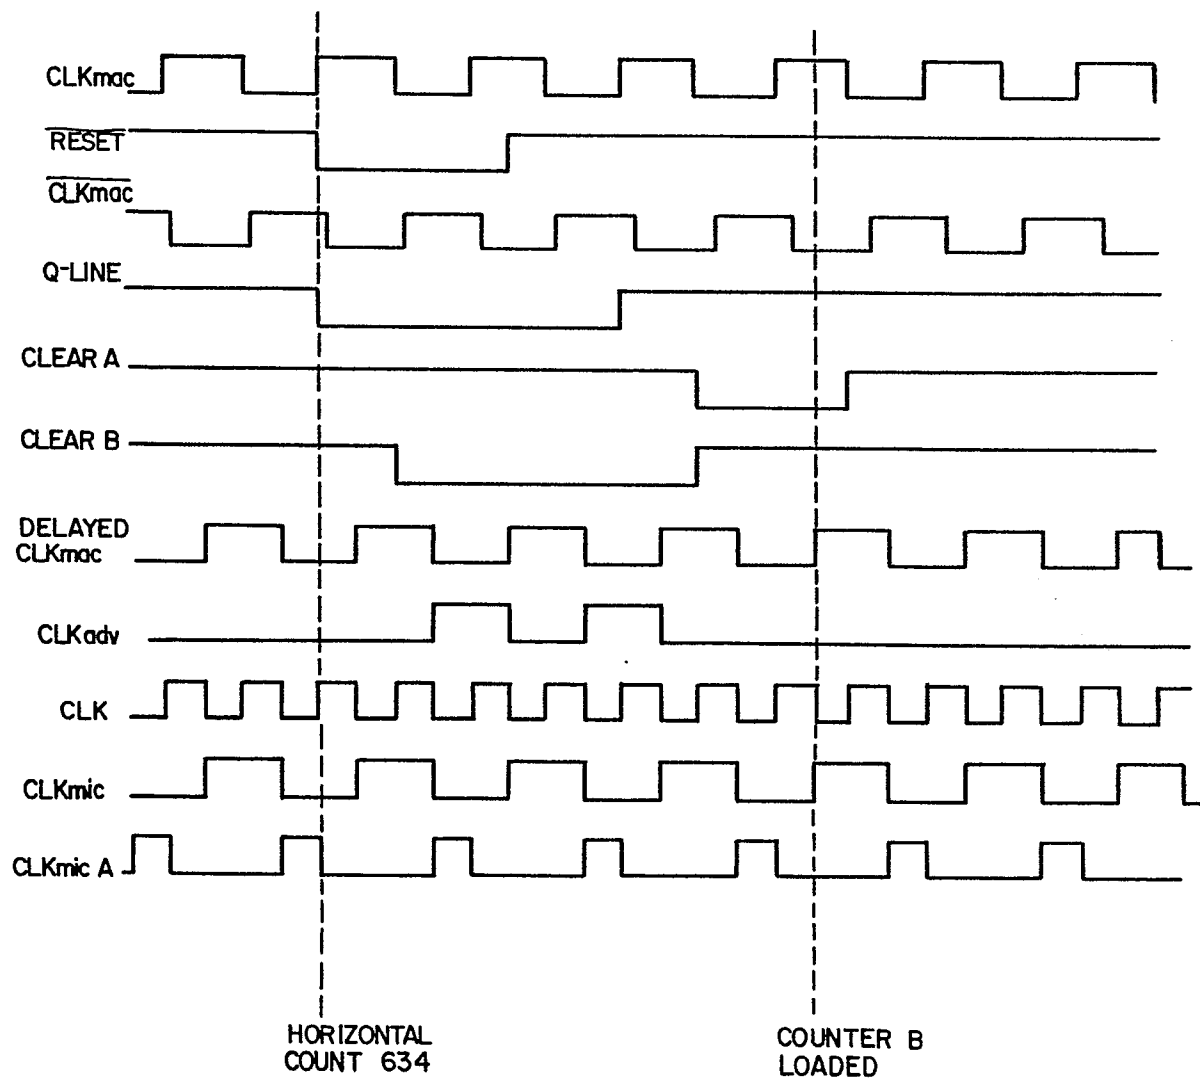 CLKmac
RESET
CLKmac
Q-LINE
CLEAR A
CLEAR B
DELAYED
CLKmac
CLKadv
CLK
CLKmic
CLKmic A
HORIZONTAL
COUNT 634
COUNTER B
LOADED